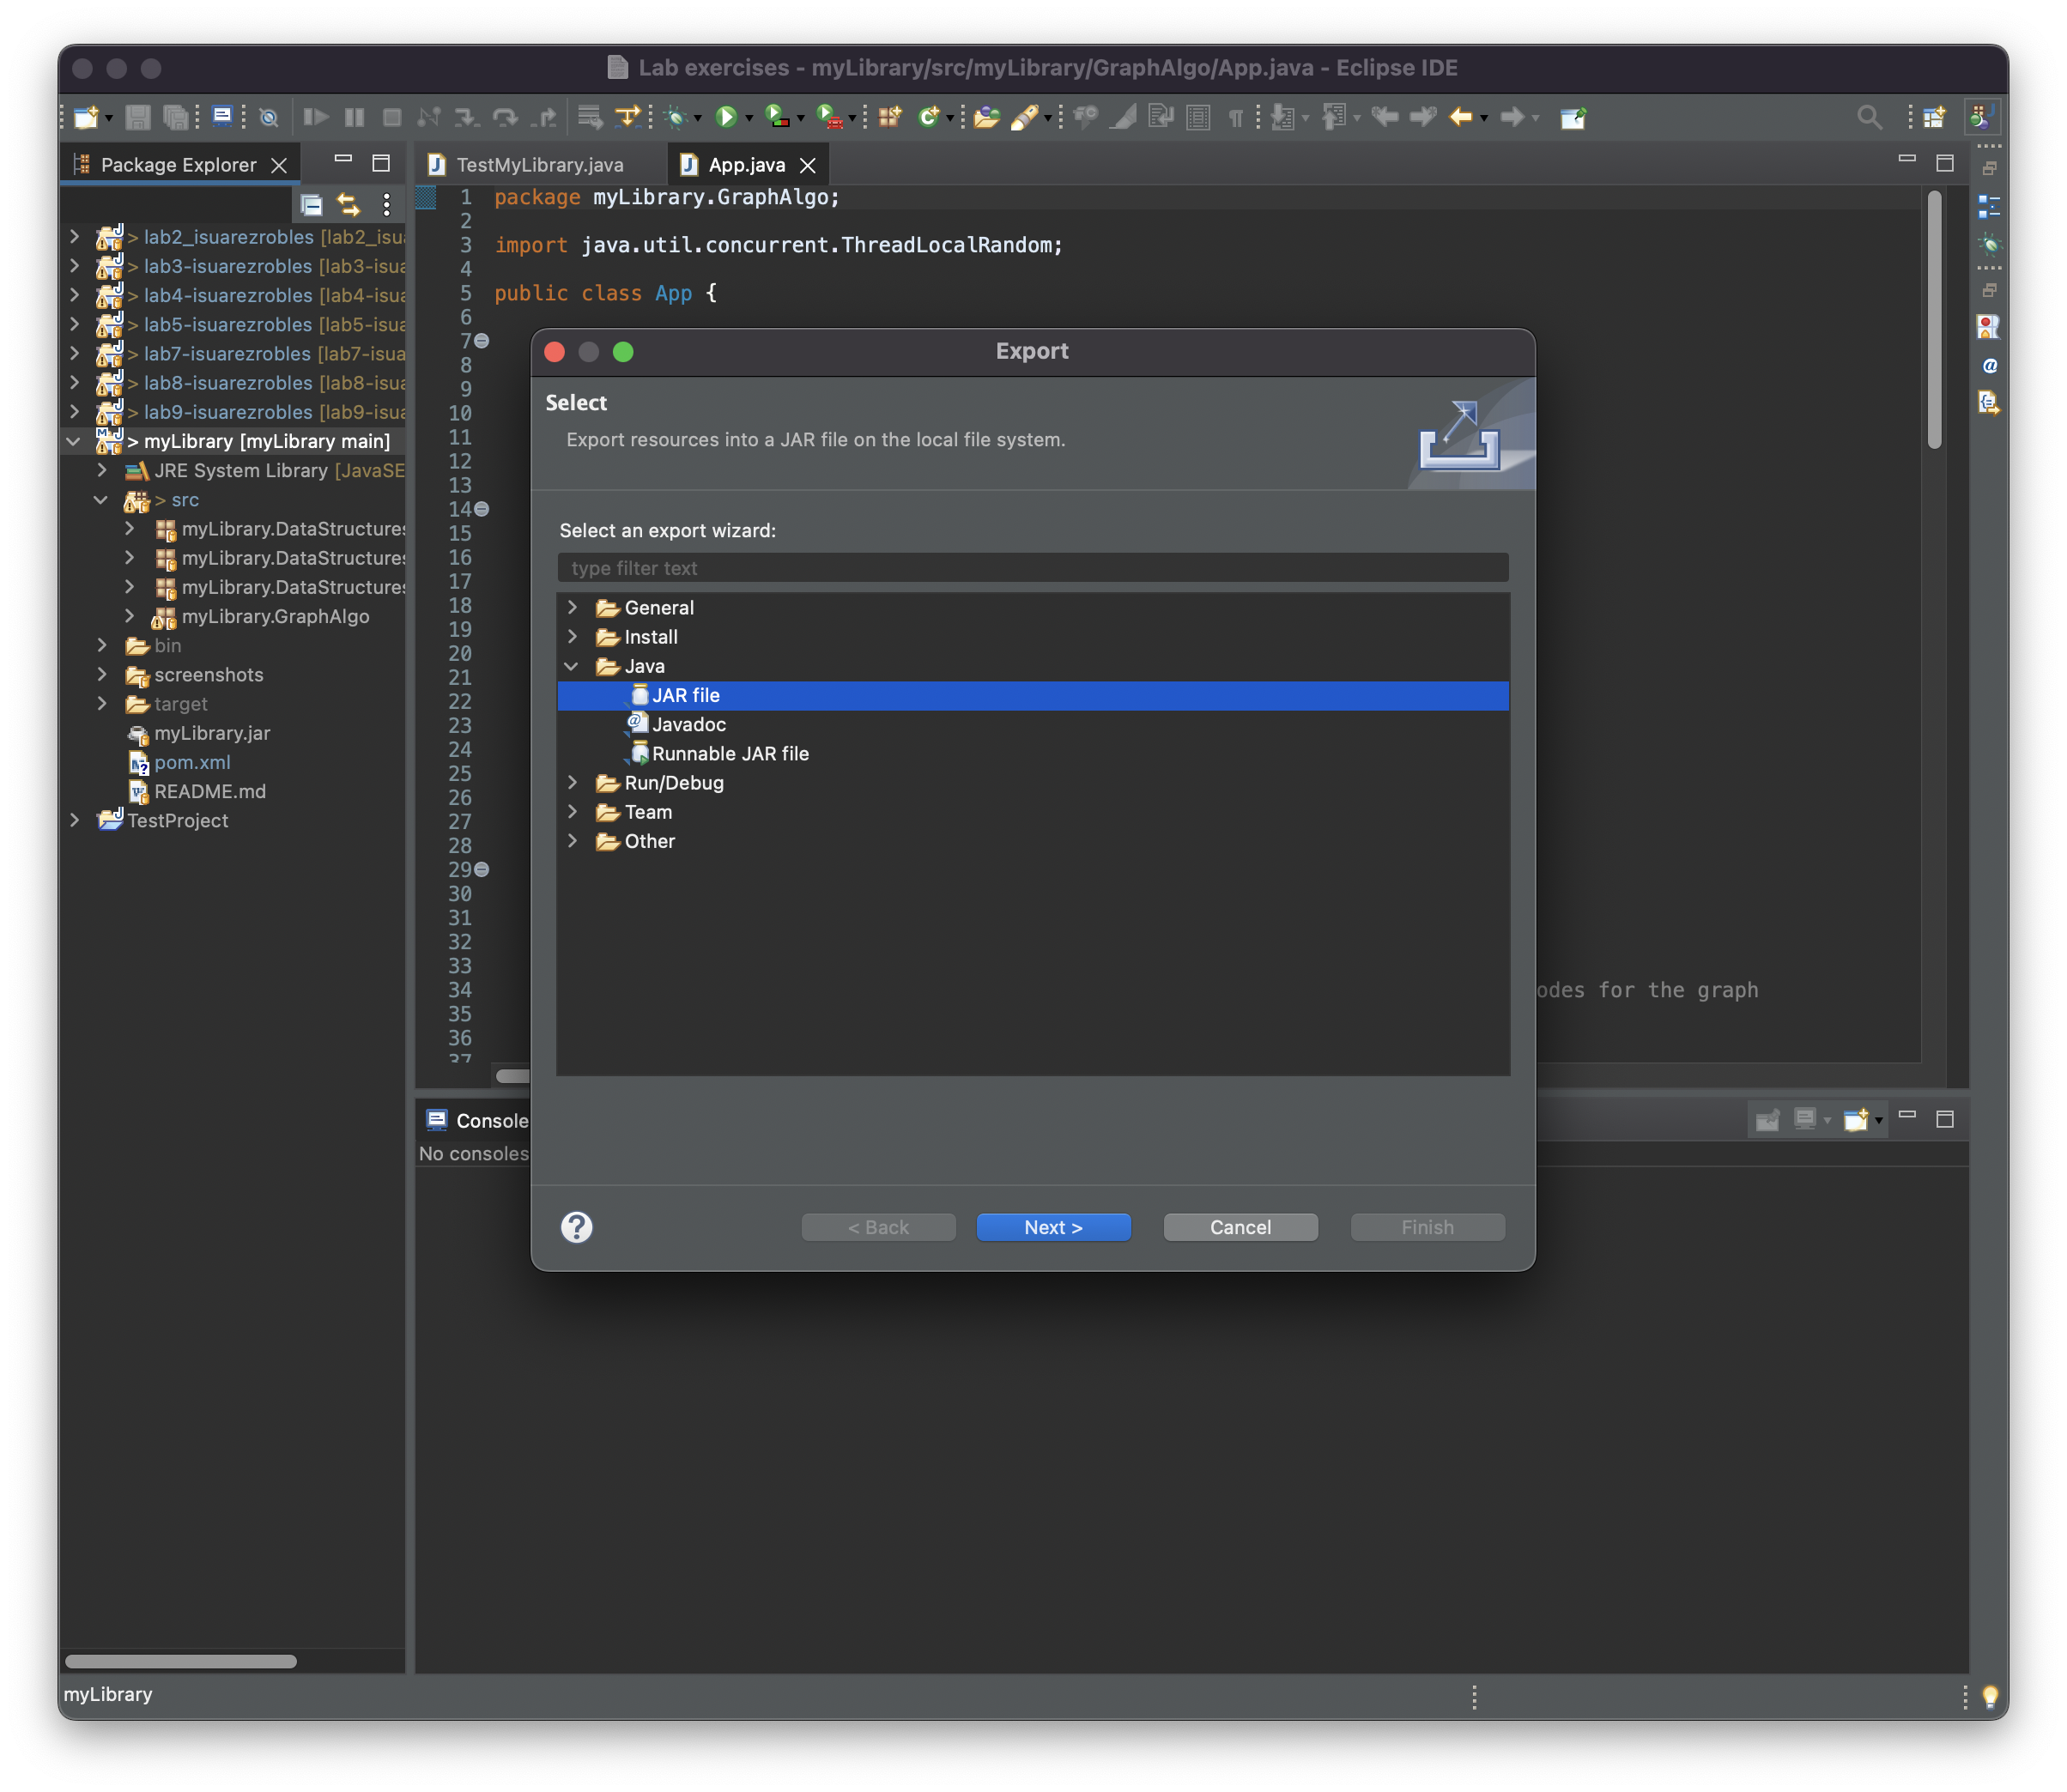 Lab exercises - myLibrary/src/myLibrary/GraphAlgo/App.java - Eclipse IDE
Package Explorer
> lab2_isuarezrobles [lab2_isua
> lab3-isuarezrobles [lab3-isua
> lab4-isuarezrobles [lab4-isua
> lab5-isuarezrobles [lab5-isua
> lab7-isuarezrobles [lab7-isua
> lab8-isuarezrobles [lab8-isua
> lab9-isuarezrobles [lab9-isua
> myLibrary [myLibrary main]
JRE System Library [JavaSE
> src
myLibrary.DataStructures
myLibrary.DataStructures
myLibrary.DataStructures
myLibrary.GraphAlgo
bin
screenshots
target
myLibrary.jar
pom.xml
README.md
TestProject
TestMyLibrary.java
App.java
1 package myLibrary.GraphAlgo;
2
3 import java.util.concurrent.ThreadLocalRandom;
4
5 public class App {
6
7
8
9
10
11
12
13
14
15
16
17
18
19
20
21
22
23
24
25
26
27
28
29
30
31
32
33
34 odes for the graph
35
36
37
Export
Select
Export resources into a JAR file on the local file system.
Select an export wizard:
type filter text
General
Install
Java
JAR file
Javadoc
Runnable JAR file
Run/Debug
Team
Other
?
< Back
Next >
Cancel
Finish
Console
No consoles
myLibrary